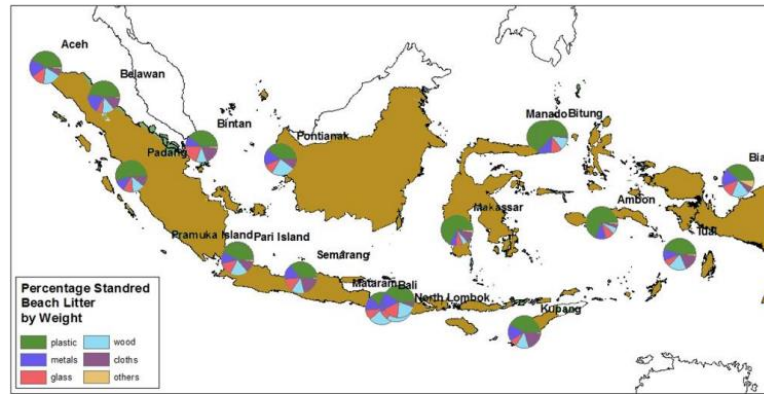 Aceh
Belawan
Bintan
Padang
Pontianak
Manado Bitung
Bia
Makassar
Ambon
Pramuka Island Pari Island
Semarang
Mataram Bali
North Lombok
Kupang
Percentage Standred
Beach Litter
by Weight
plastic wood
metals cloths
glass others